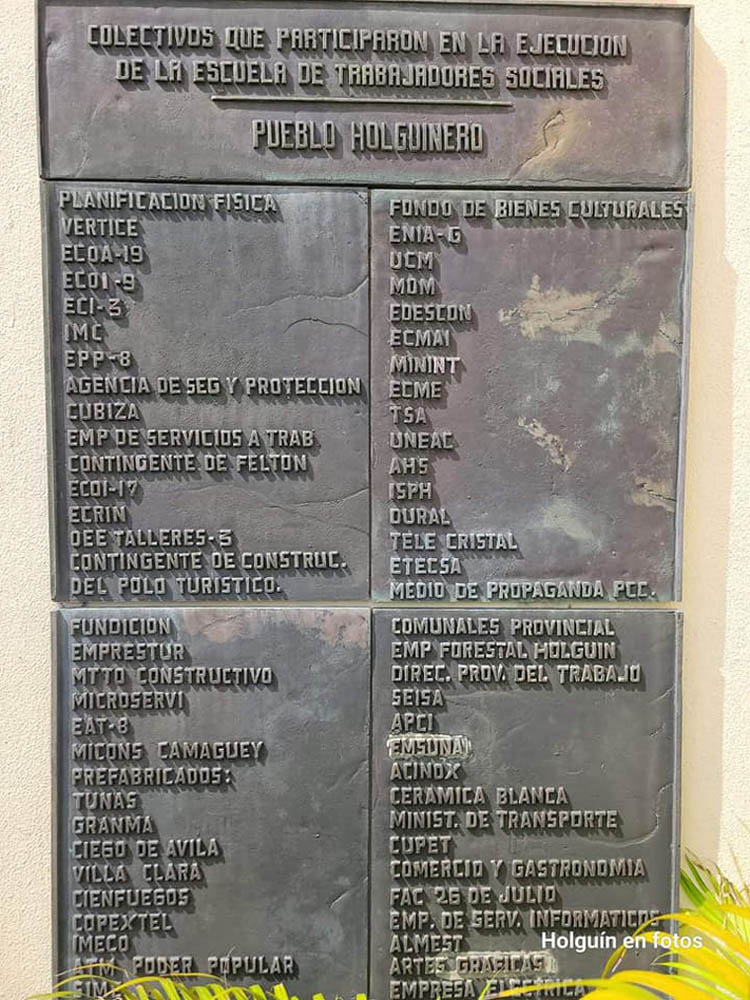 COLECTIVOS QUE PARTICIPARON EN LA EJECUCION
DE LA ESCUELA DE TRABAJADORES SOCIALES
PUEBLO HOLGUINERO
PLANIFICACION FISICA
VERTICE
ECOA-19
ECOI-9
ECI-3
IMC
EPP-8
AGENCIA DE SEG Y PROTECCION
CUBIZA
EMP DE SERVICIOS A TRAB
CONTINGENTE DE FELTON
ECOI-17
ECRIN
OEE TALLERES-3
CONTINGENTE DE CONSTRUC.
DEL POLO TURISTICO.
FONDO DE BIENES CULTURALES
ENIA-G
UCM
MDM
EDESCON
ECMAI
MININT
ECME
TSA
UNEAC
AHS
ISPH
DURAL
TELE CRISTAL
ETECSA
MEDIO DE PROPAGANDA PCC.
FUNDICION
EMPRESTUR
MTTO CONSTRUCTIVO
MICROSERVI
EAT-8
MICONS CAMAGUEY
PREFABRICADOS:
TUNAS
GRANMA
CIEGO DE AVILA
VILLA CLARA
CIENFUEGOS
COPEXTEL
IMECO
ATM PODER POPULAR
SIM
COMUNALES PROVINCIAL
EMP FORESTAL HOLGUIN
DIREC. PROV. DEL TRABAJO
SEISA
APCI
EMSUNA
ACINOX
CERAMICA BLANCA
MINIST. DE TRANSPORTE
CUPET
COMERCIO Y GASTRONOMIA
FAC 26 DE JULIO
EMP. DE SERV. INFORMATICOS
ALMEST
ARTES GRAFICAS
EMPRESA ELECTRICA
Holguín en fotos